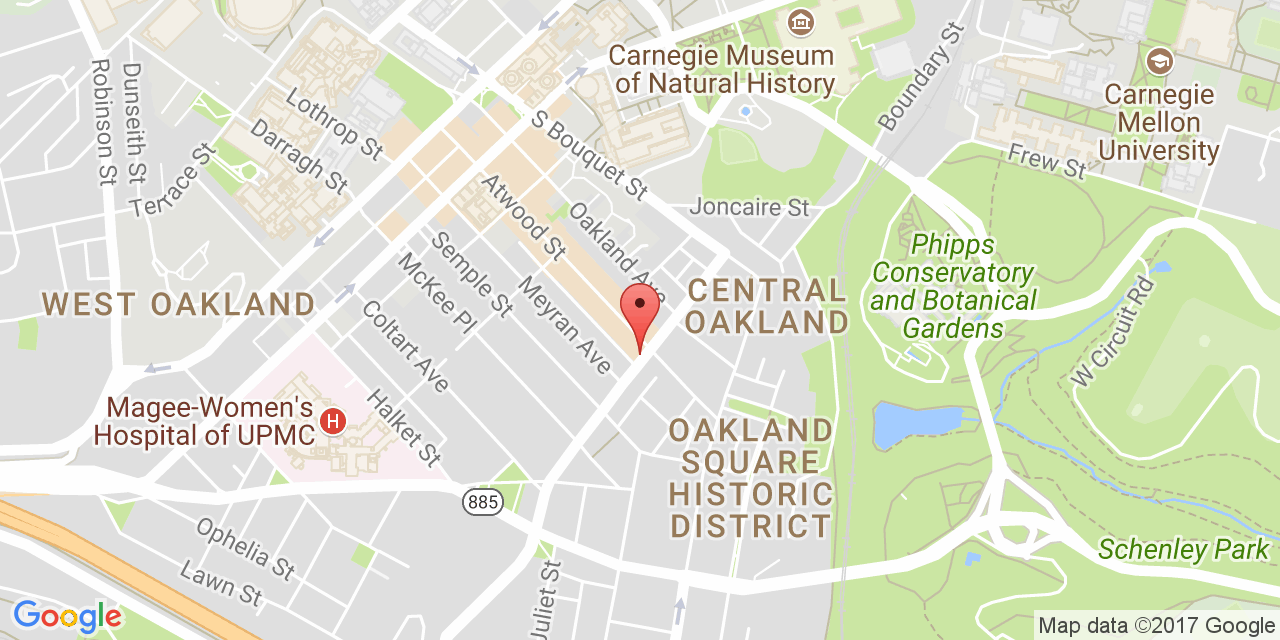 Carnegie Museum
of Natural History
Boundary St
Carnegie
Mellon
University
Robinson St
Dunseith St
Lothrop St
Darragh St
Terrace St
S Bouquet St
Frew St
Atwood St
Oakland Ave
Joncaire St
Phipps
Conservatory
and Botanical
Gardens
Semple St
McKee Pl
Meyran Ave
WEST OAKLAND
CENTRAL
OAKLAND
W Circuit Rd
Coltart Ave
Halket St
Magee-Women's
Hospital of UPMC
H
OAKLAND
SQUARE
HISTORIC
DISTRICT
885
Ophelia St
Lawn St
Juliet St
Schenley Park
Google
Map data ©2017 Google